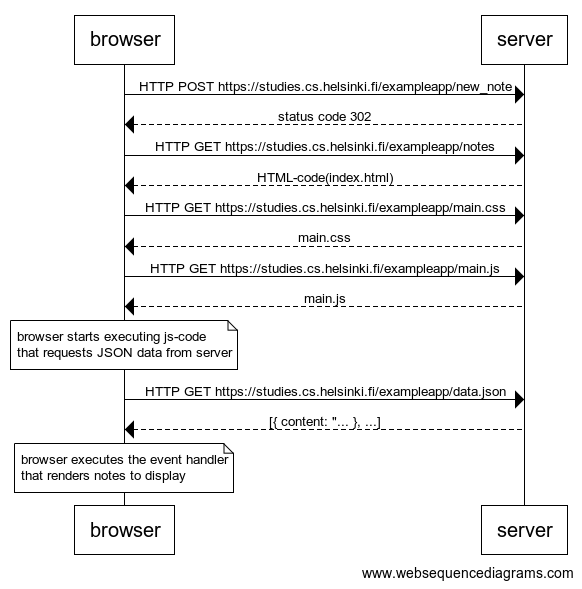 browser
server
HTTP POST https://studies.cs.helsinki.fi/exampleapp/new_note
status code 302
HTTP GET https://studies.cs.helsinki.fi/exampleapp/notes
HTML-code(index.html)
HTTP GET https://studies.cs.helsinki.fi/exampleapp/main.css
main.css
HTTP GET https://studies.cs.helsinki.fi/exampleapp/main.js
main.js
browser starts executing js-code
that requests JSON data from server
HTTP GET https://studies.cs.helsinki.fi/exampleapp/data.json
[{ content: "... }, ...]
browser executes the event handler
that renders notes to display
browser
server
www.websequencediagrams.com